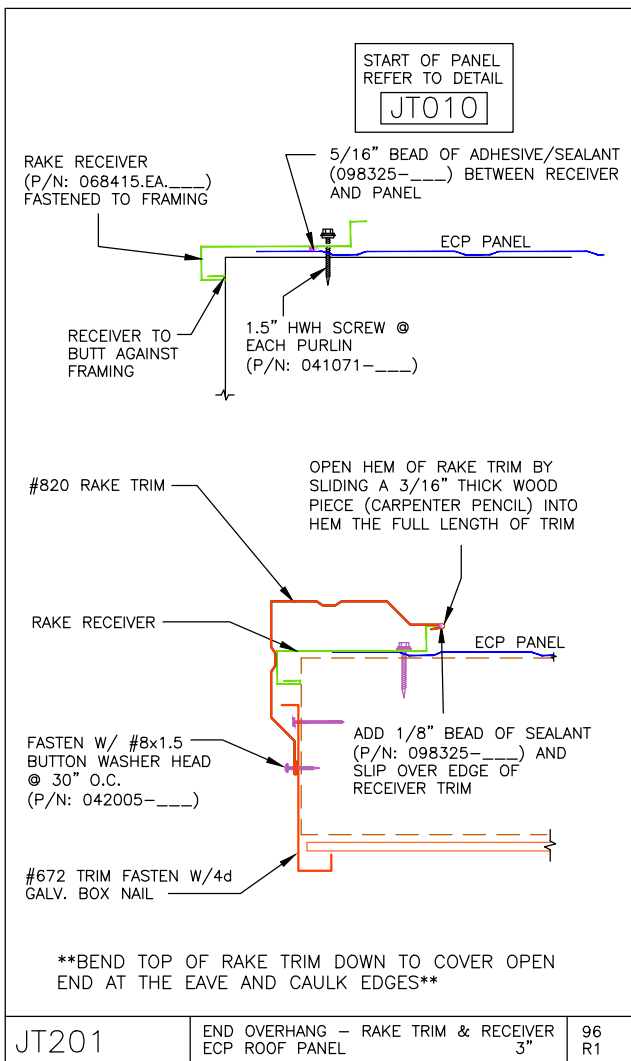 START OF PANEL
REFER TO DETAIL
JT010
RAKE RECEIVER
(P/N: 068415.EA.___)
FASTENED TO FRAMING
5/16" BEAD OF ADHESIVE/SEALANT
(098325-___) BETWEEN RECEIVER
AND PANEL
ECP PANEL
RECEIVER TO
BUTT AGAINST
FRAMING
1.5" HWH SCREW @
EACH PURLIN
(P/N: 041071-___)
#820 RAKE TRIM
OPEN HEM OF RAKE TRIM BY
SLIDING A 3/16" THICK WOOD
PIECE (CARPENTER PENCIL) INTO
HEM THE FULL LENGTH OF TRIM
RAKE RECEIVER
ECP PANEL
FASTEN W/ #8x1.5
BUTTON WASHER HEAD
@ 30" O.C.
(P/N: 042005-___)
ADD 1/8" BEAD OF SEALANT
(P/N: 098325-___) AND
SLIP OVER EDGE OF
RECEIVER TRIM
#672 TRIM FASTEN W/4d
GALV. BOX NAIL
**BEND TOP OF RAKE TRIM DOWN TO COVER OPEN
END AT THE EAVE AND CAULK EDGES**
JT201
END OVERHANG - RAKE TRIM & RECEIVER
ECP ROOF PANEL 3"
96
R1